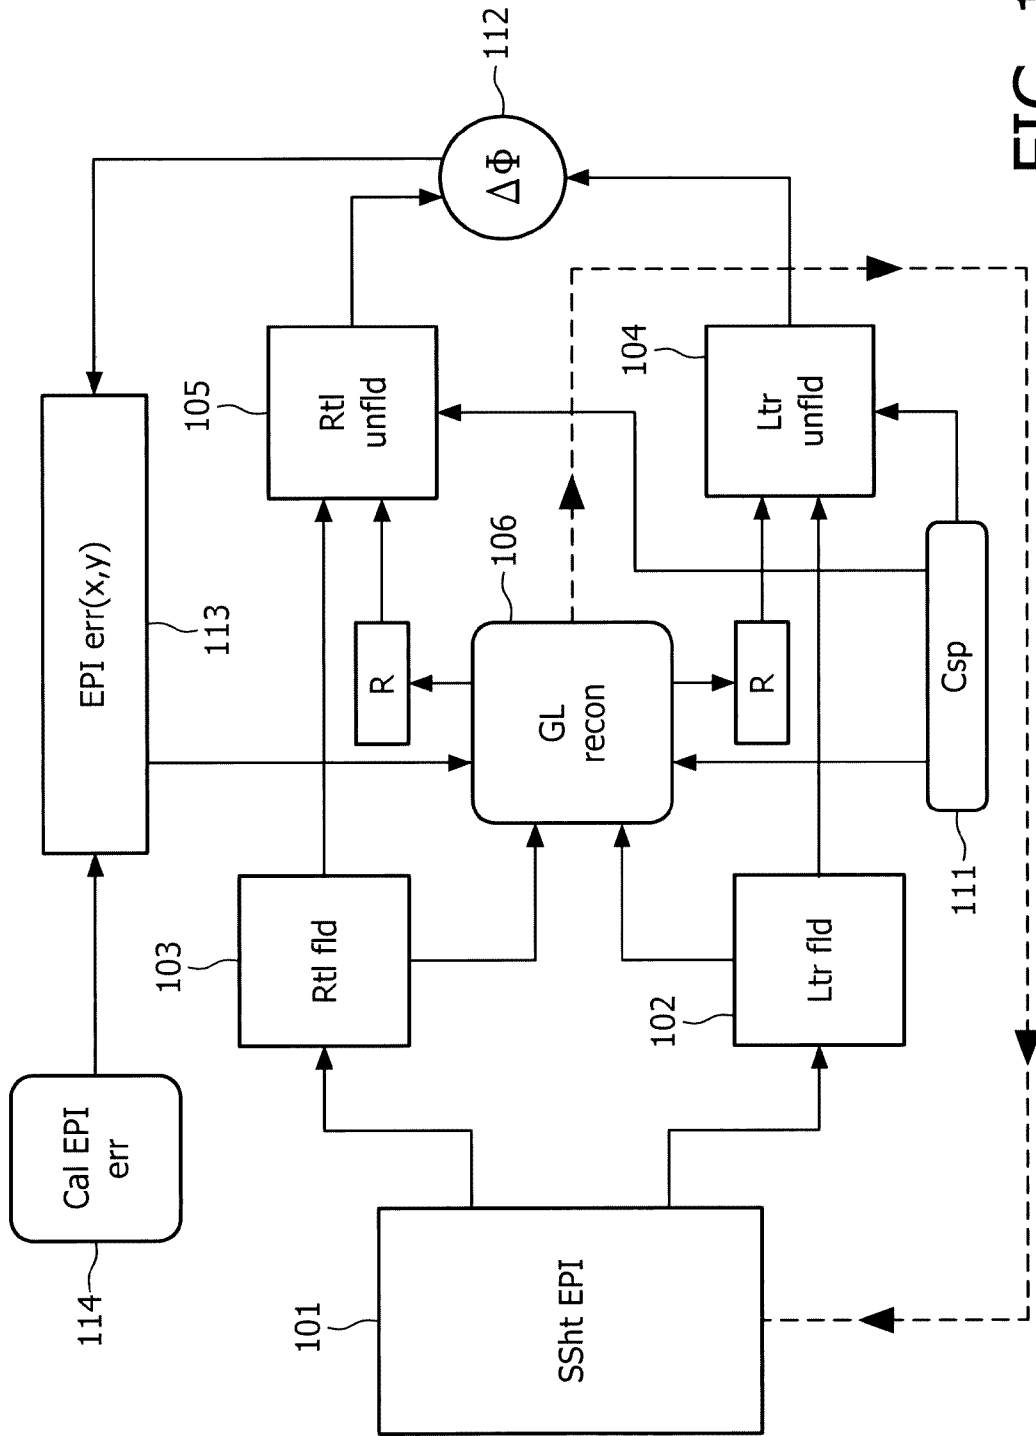 Cal EPI
err
114
EPI err(x,y)
113
103
Rtl fld
105
Rtl
unfld
R
112
ΔΦ
101
SSht EPI
106
GL
recon
102
Ltr fld
R
104
Ltr
unfld
Csp
111
FIG.